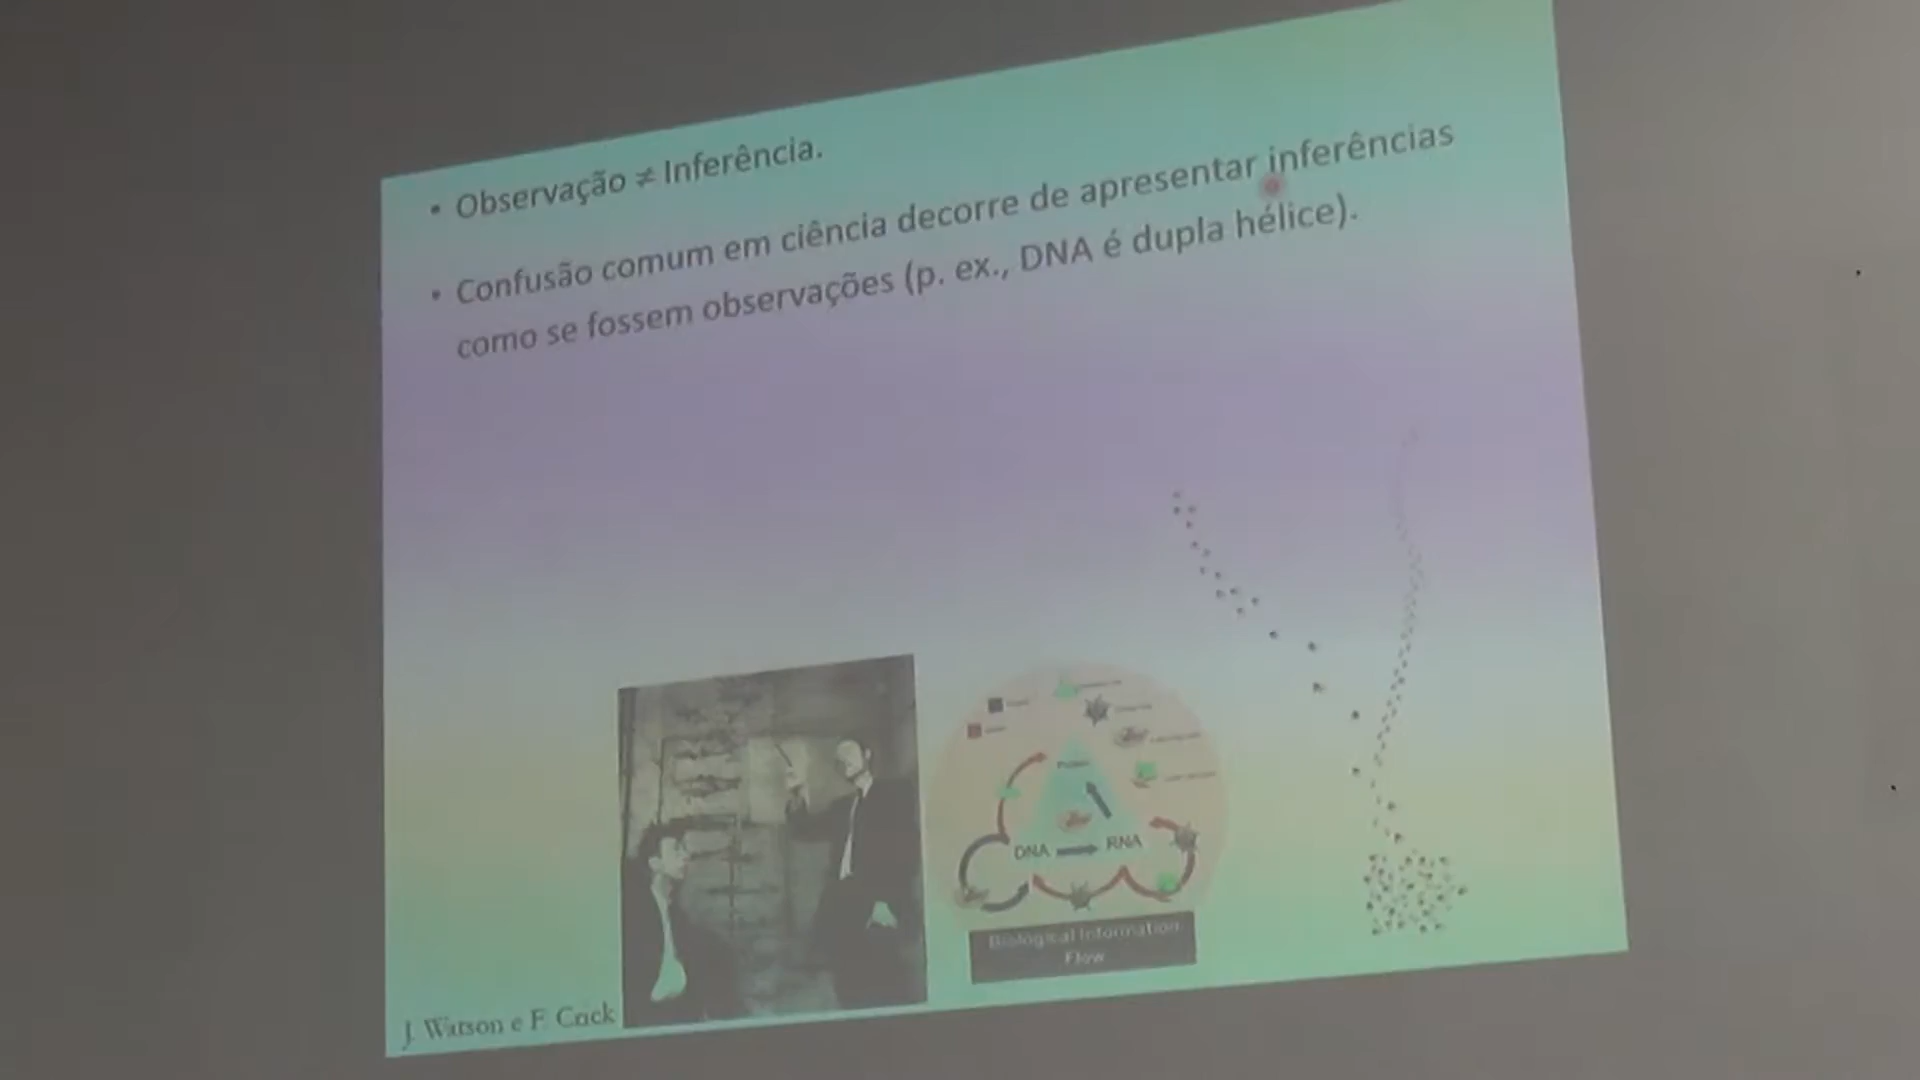 • Observação ≠ Inferência.
• Confusão comum em ciência decorre de apresentar inferências
como se fossem observações (p. ex., DNA é dupla hélice).
DNA
RNA
Biological Information
Flow
J. Watson e F. Crick